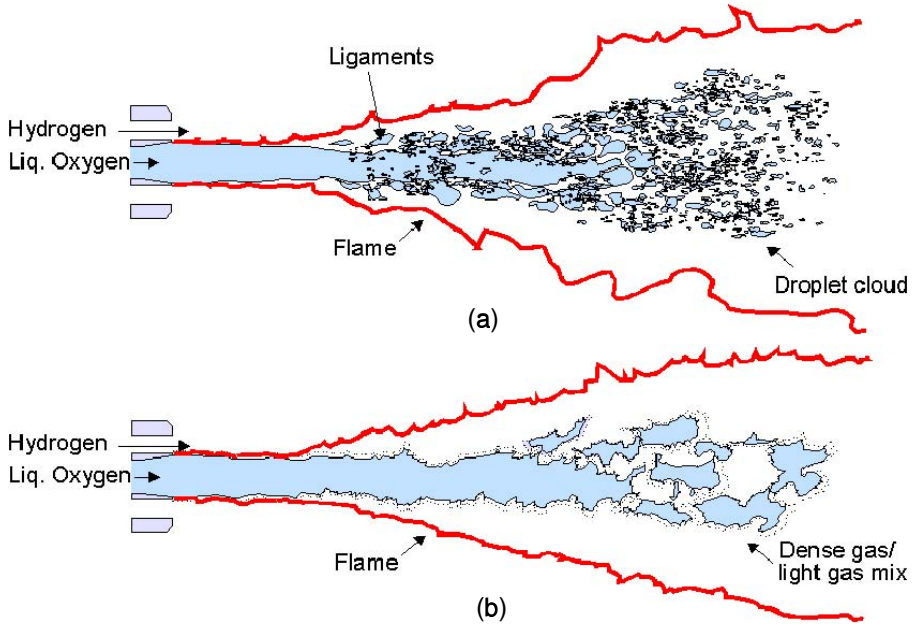 Ligaments
Hydrogen
Liq. Oxygen
Flame
Droplet cloud
(a)
Hydrogen
Liq. Oxygen
Flame
Dense gas/
light gas mix
(b)